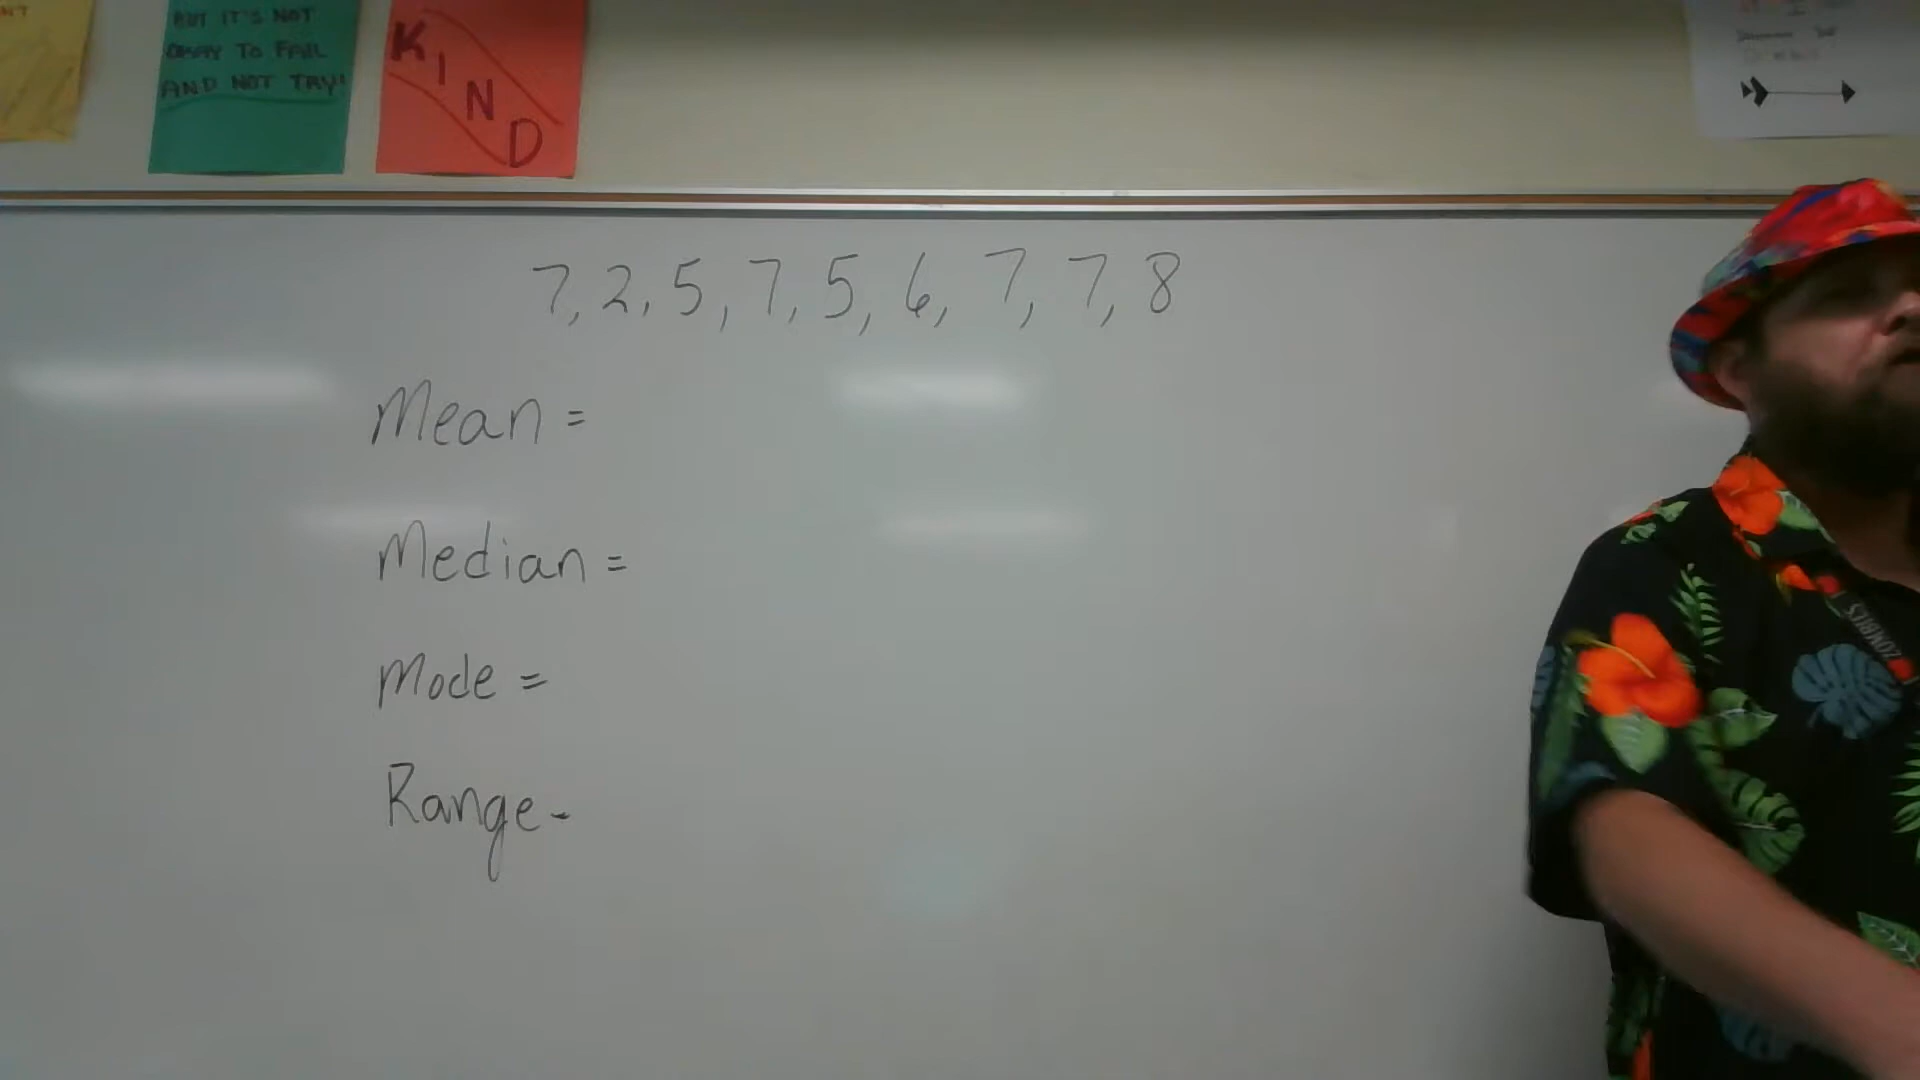 BUT IT'S NOT
OKAY TO FAIL
AND NOT TRY!
KIND
7, 2, 5, 7, 5, 6, 7, 7, 8
Mean =
Median =
Mode =
Range -